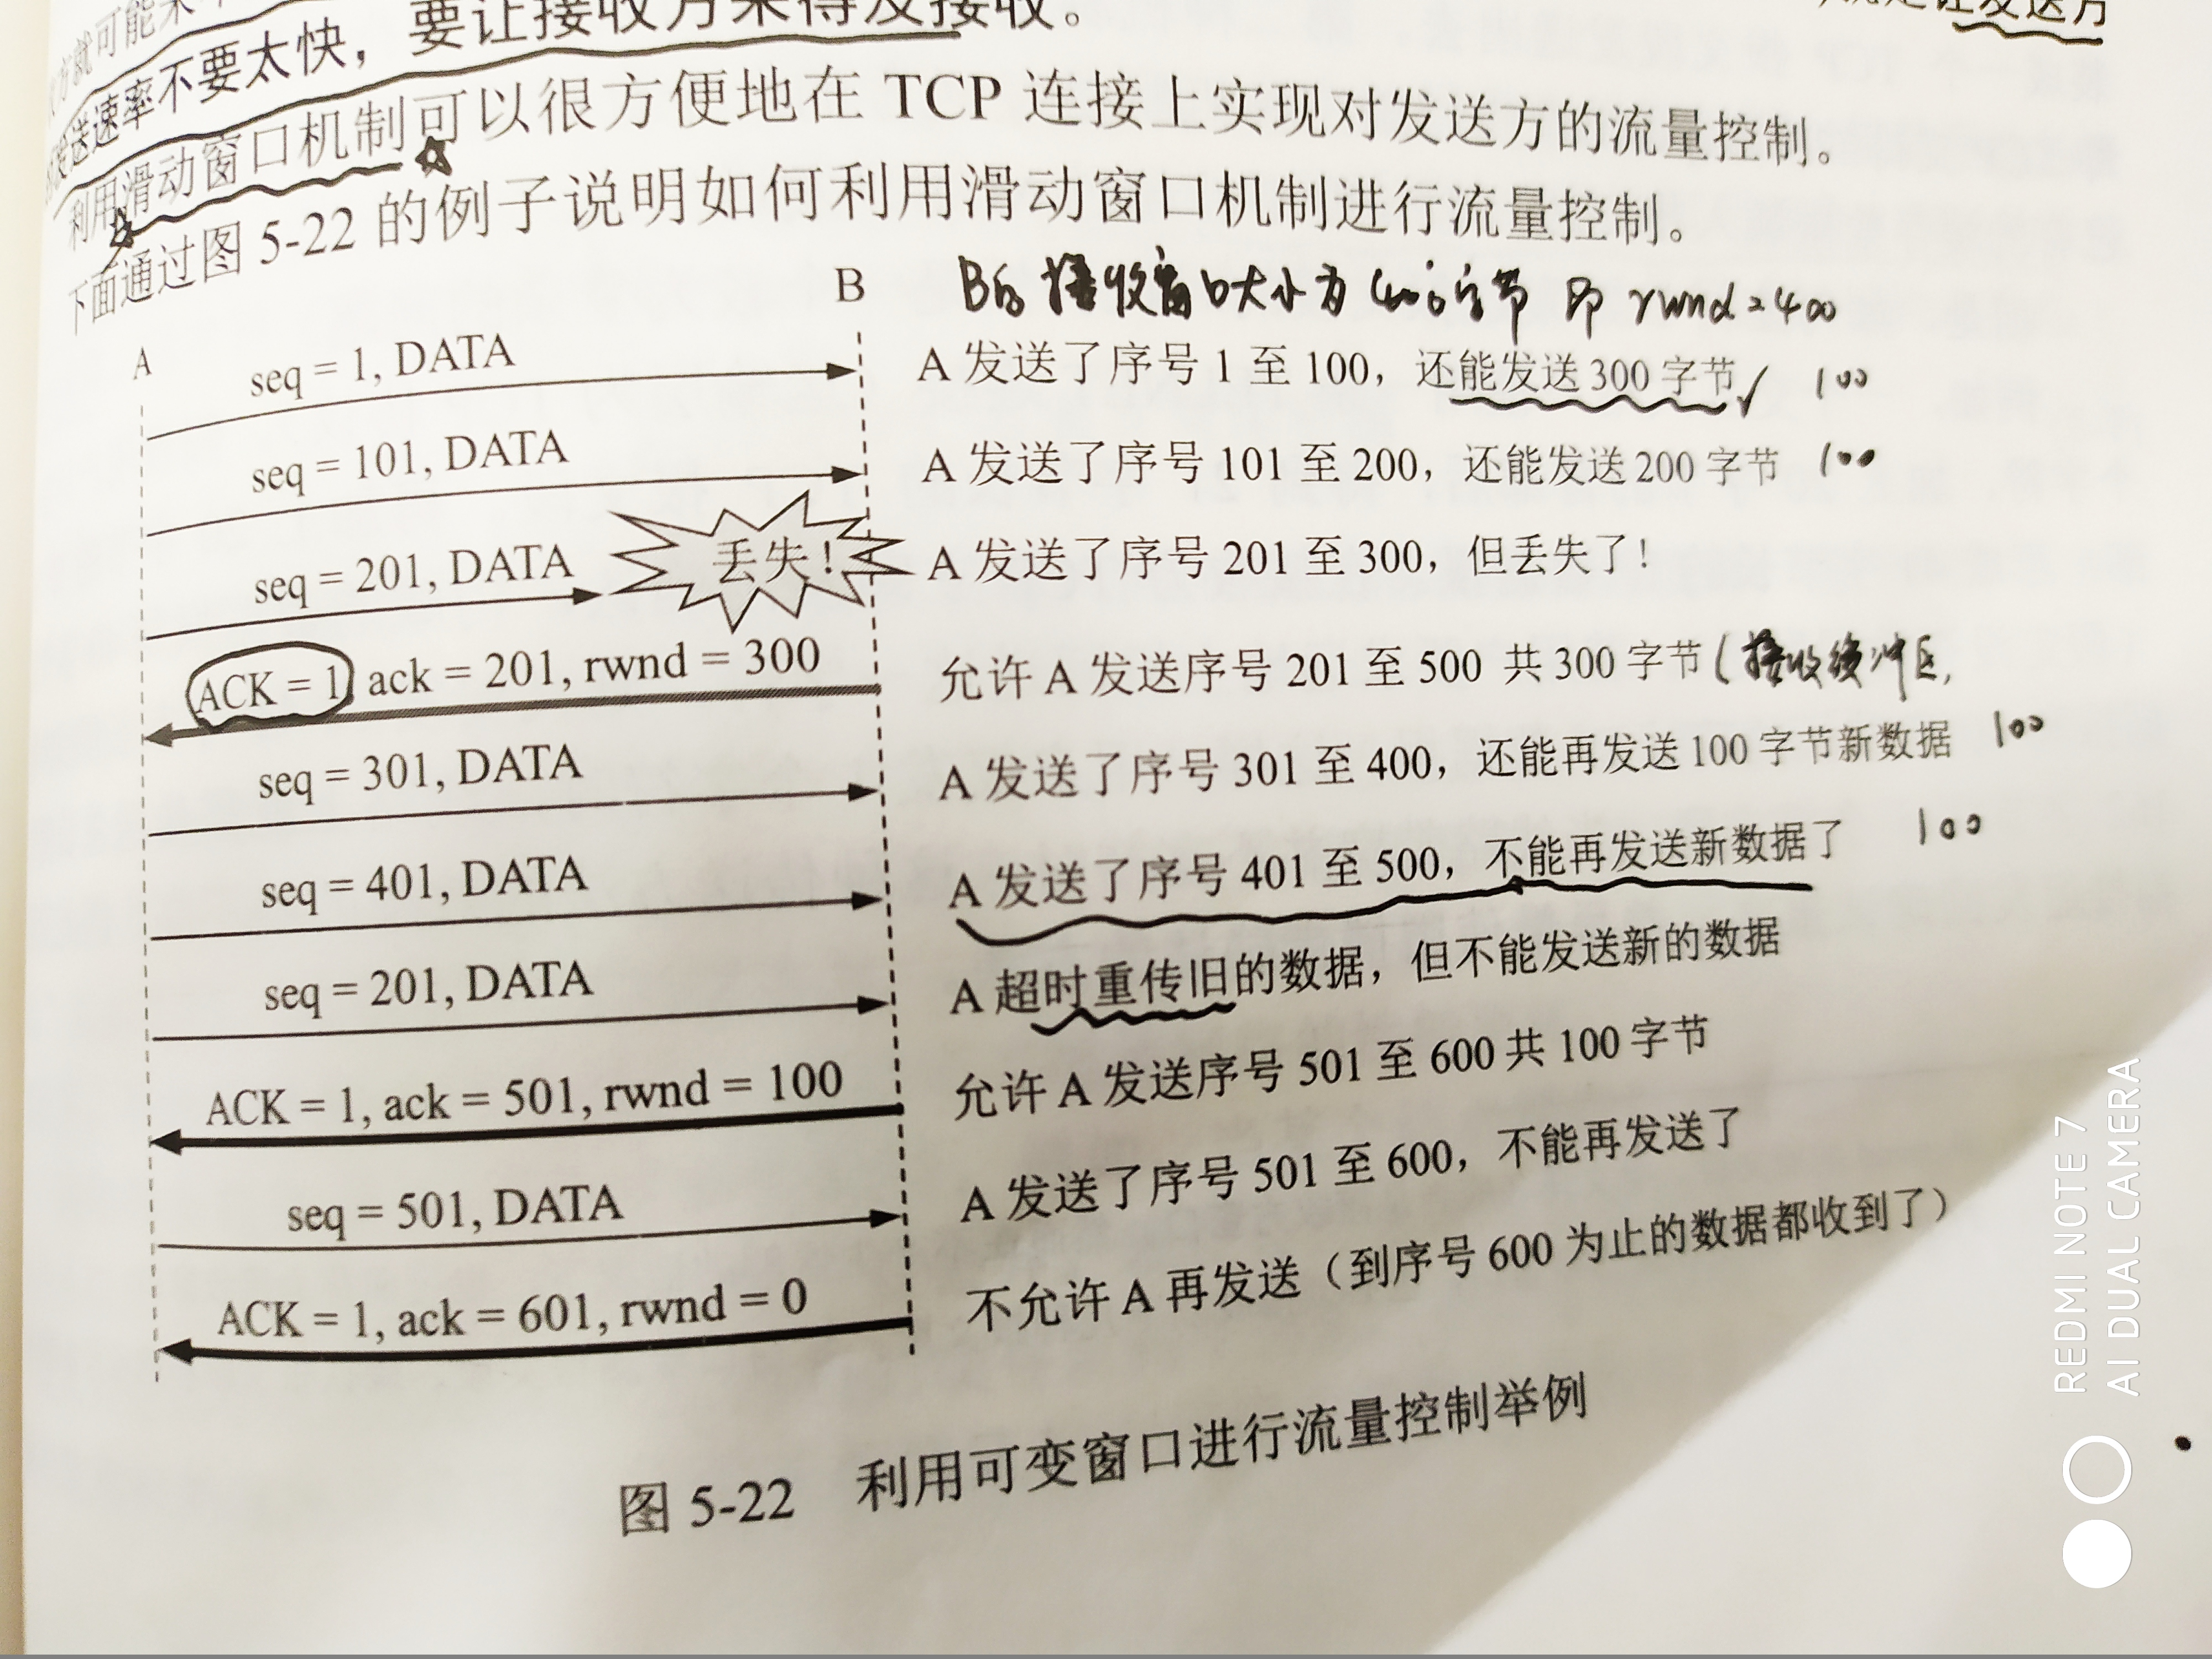 就可能来不
发送速率不要太快，要让接收方来得及接收。
让发送方
利用滑动窗口机制可以很方便地在 TCP 连接上实现对发送方的流量控制。
下面通过图 5-22 的例子说明如何利用滑动窗口机制进行流量控制。
A
B
B的接收窗口大小为400字节 即 rwnd=400
seq = 1, DATA
A 发送了序号 1 至 100，还能发送 300 字节 100
seq = 101, DATA
A 发送了序号 101 至 200，还能发送 200 字节 100
seq = 201, DATA
丢失！
A 发送了序号 201 至 300，但丢失了！
ACK = 1, ack = 201, rwnd = 300
允许 A 发送序号 201 至 500 共 300 字节(接收缓冲区,
seq = 301, DATA
A 发送了序号 301 至 400，还能再发送 100 字节新数据 100
seq = 401, DATA
A 发送了序号 401 至 500，不能再发送新数据了 100
seq = 201, DATA
A 超时重传旧的数据，但不能发送新的数据
ACK = 1, ack = 501, rwnd = 100
允许 A 发送序号 501 至 600 共 100 字节
seq = 501, DATA
A 发送了序号 501 至 600，不能再发送了
ACK = 1, ack = 601, rwnd = 0
不允许 A 再发送（到序号 600 为止的数据都收到了）
图 5-22 利用可变窗口进行流量控制举例
REDMI NOTE 7
AI DUAL CAMERA